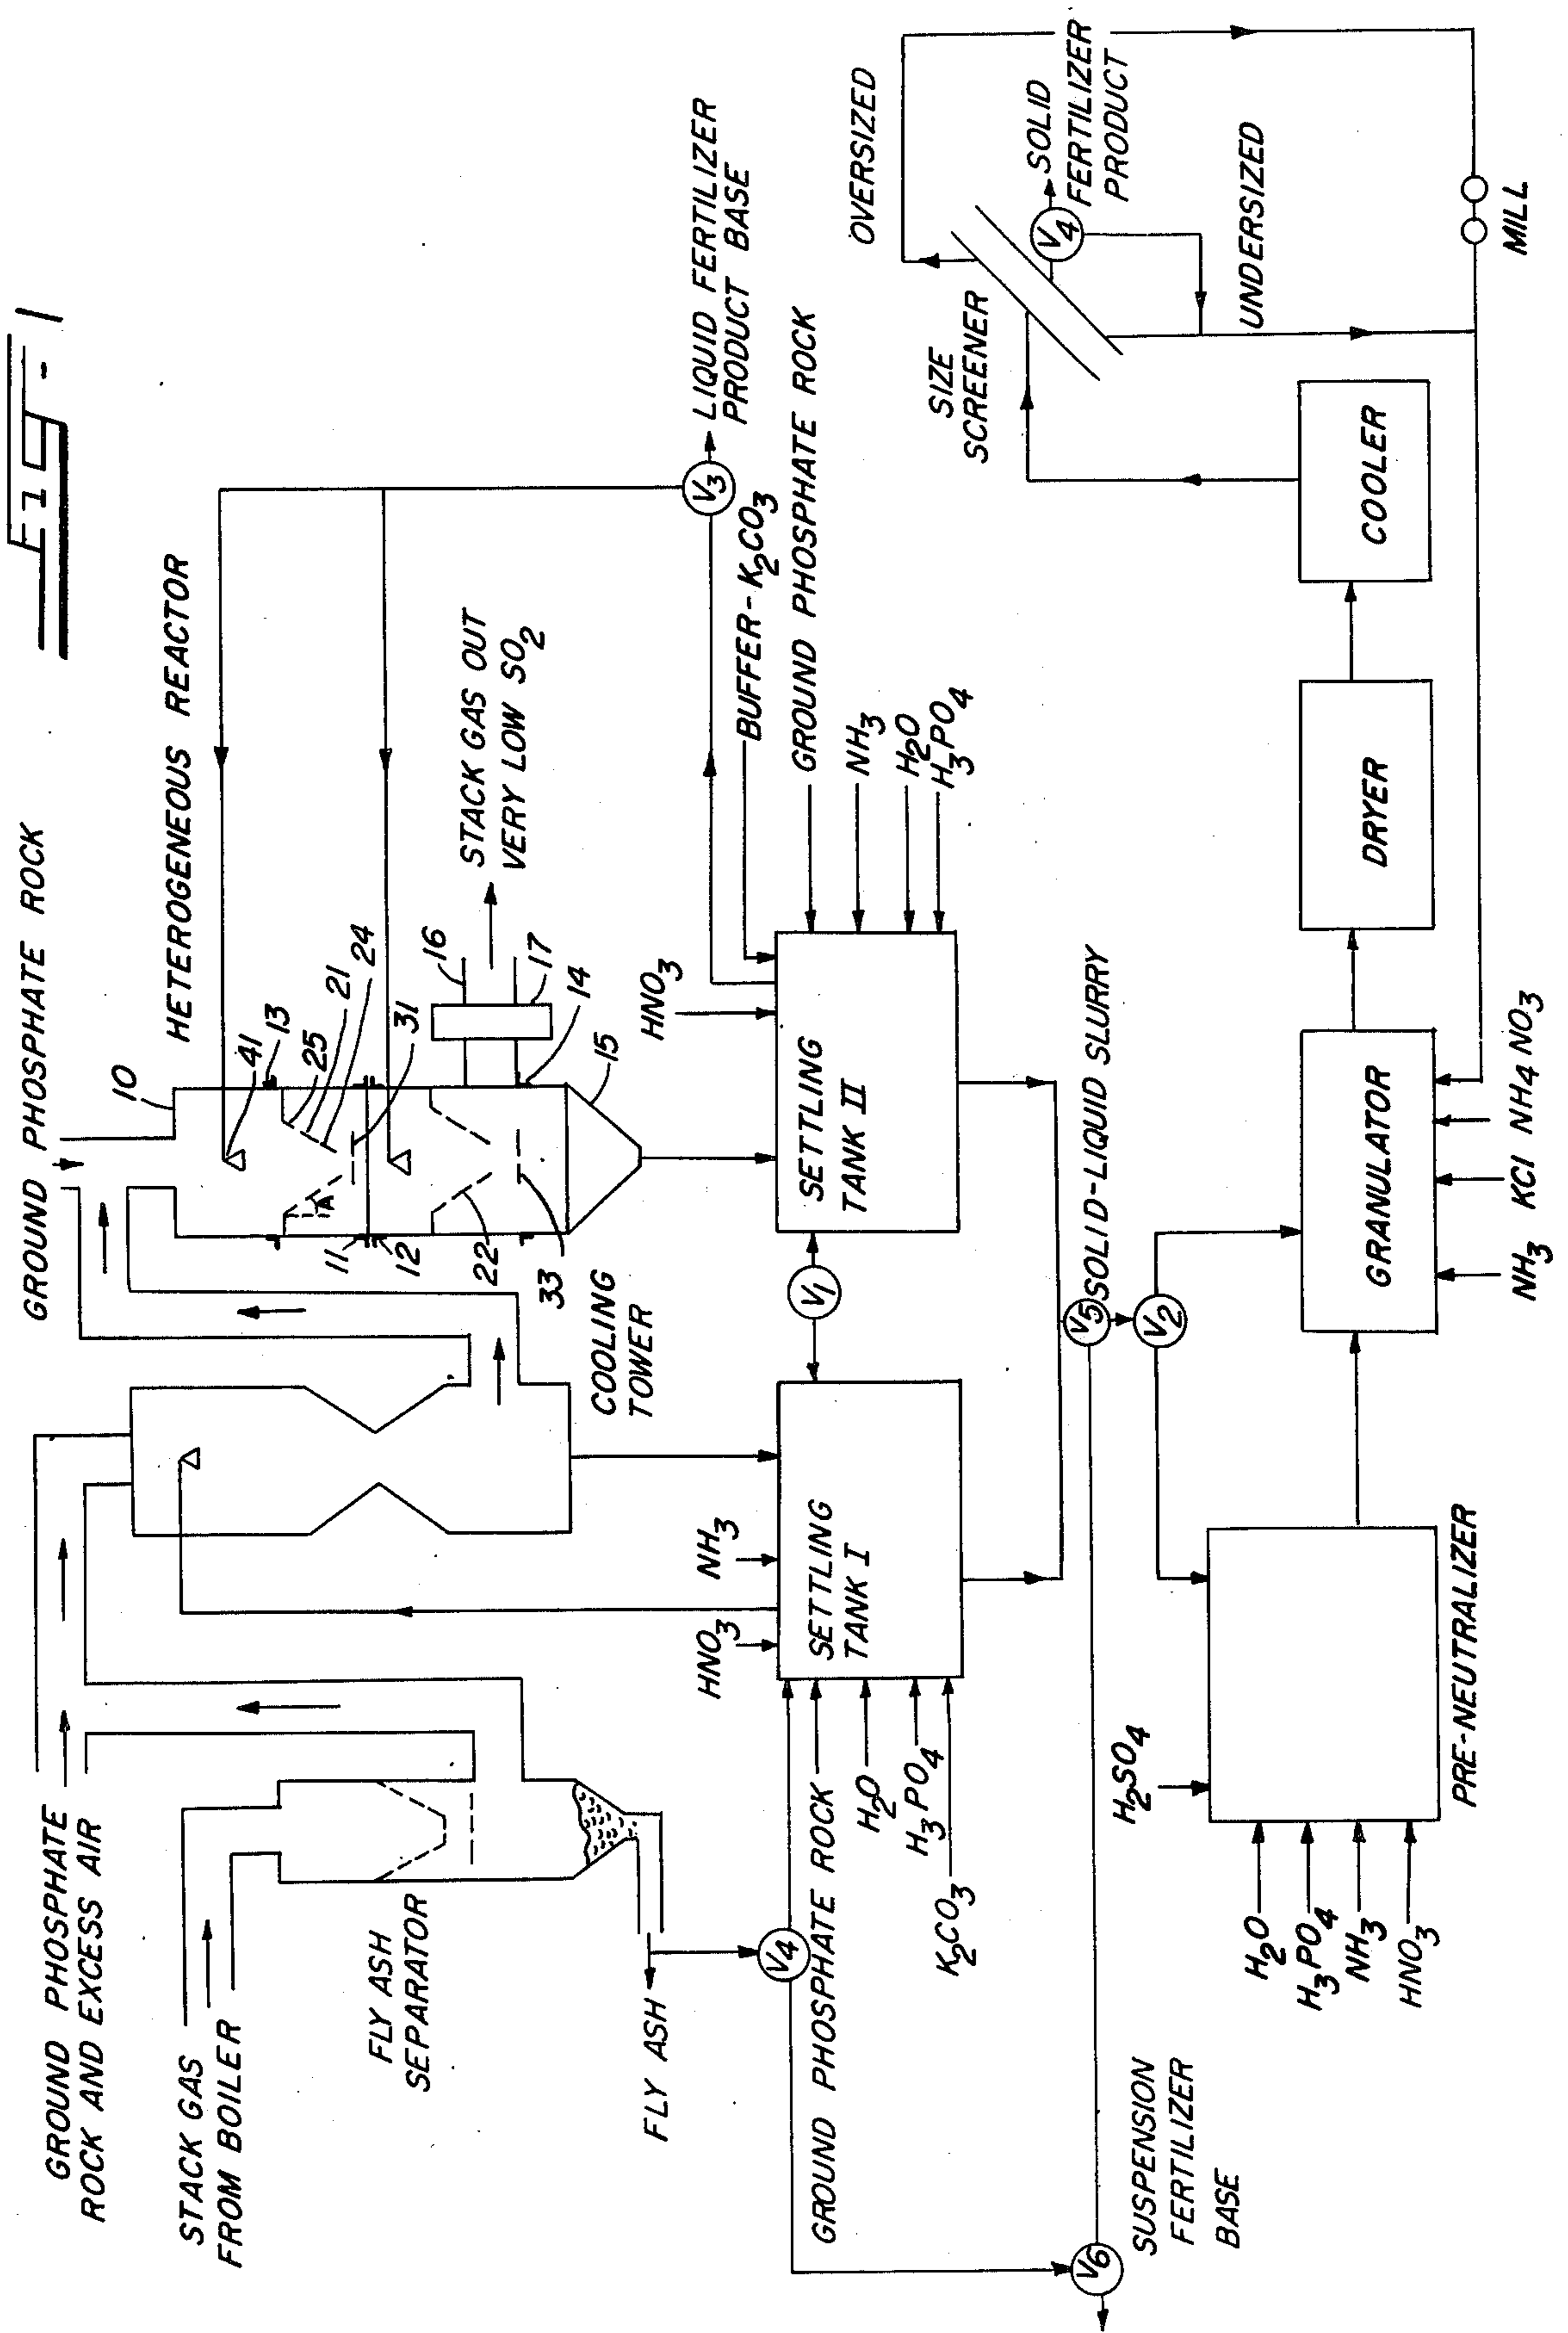 Fig-1
GROUND PHOSPHATE
ROCK AND EXCESS AIR
STACK GAS
FROM BOILER
FLY ASH
SEPARATOR
FLY ASH
GROUND PHOSPHATE ROCK
HETEROGENEOUS REACTOR
10
41
13
25
21
24
31
A
11
12
22
33
16
17
14
15
STACK GAS OUT
VERY LOW SO2
COOLING
TOWER
V3
LIQUID FERTILIZER
PRODUCT BASE
HNO3
NH3
SETTLING
TANK I
V4
GROUND PHOSPHATE ROCK
H2O
H3PO4
K2CO3
V1
HNO3
SETTLING
TANK II
BUFFER-K2CO3
GROUND PHOSPHATE ROCK
NH3
H2O
H3PO4
V5
SOLID-LIQUID SLURRY
V2
V6
SUSPENSION
FERTILIZER
BASE
H2SO4
H2O
H3PO4
NH3
HNO3
PRE-NEUTRALIZER
GRANULATOR
NH3
KCl
NH4NO3
DRYER
COOLER
SIZE
SCREENER
OVERSIZED
V4
SOLID
FERTILIZER
PRODUCT
UNDERSIZED
MILL